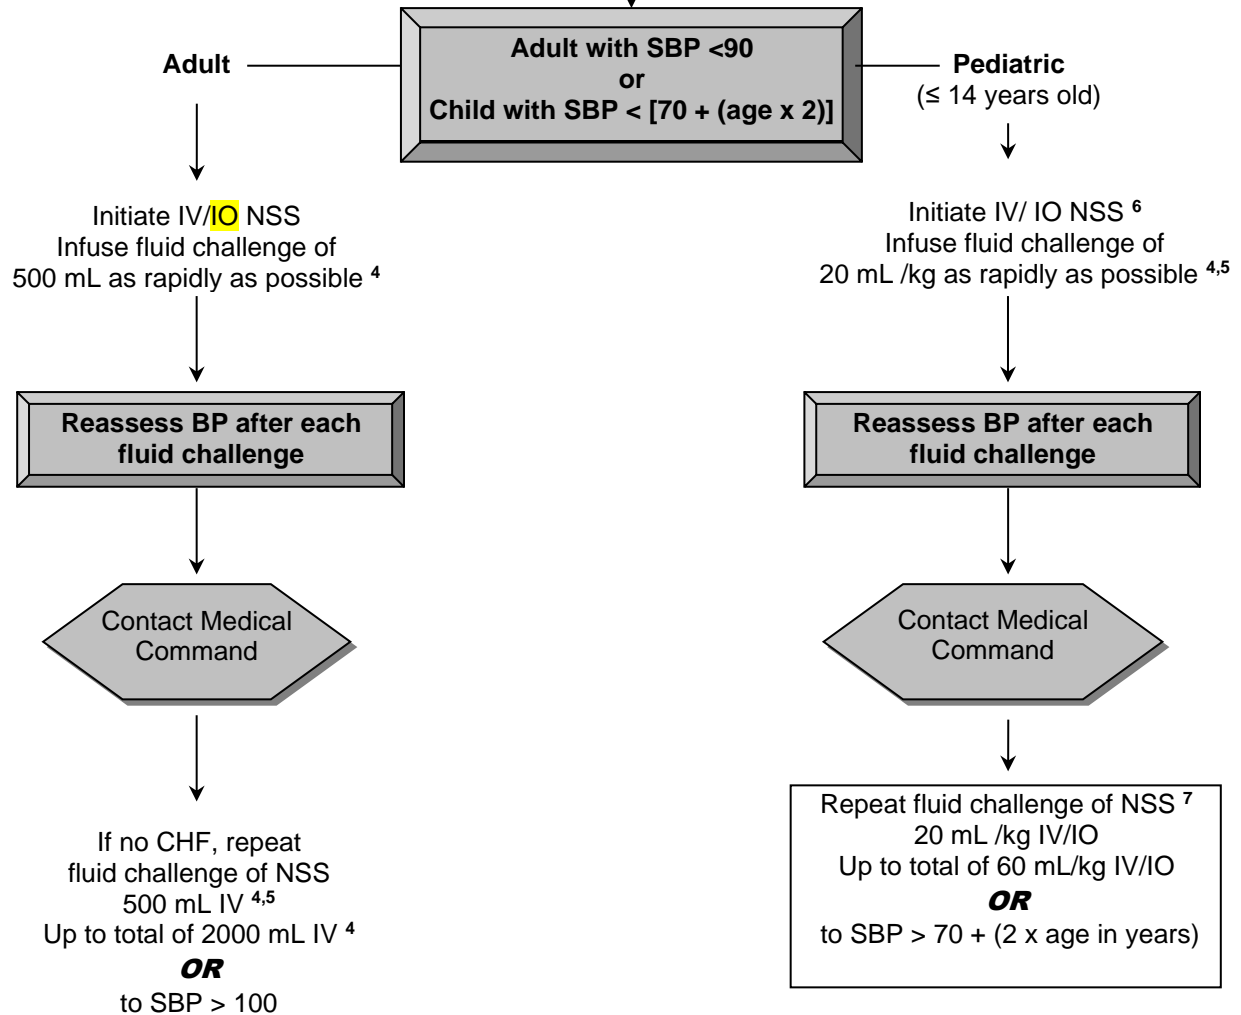 Adult with SBP <90
or
Child with SBP < [70 + (age x 2)]
Adult
Initiate IV/IO NSS
Infuse fluid challenge of
500 mL as rapidly as possible 4
Reassess BP after each
fluid challenge
Contact Medical
Command
If no CHF, repeat
fluid challenge of NSS
500 mL IV 4,5
Up to total of 2000 mL IV 4
OR
to SBP > 100
Pediatric
(≤ 14 years old)
Initiate IV/ IO NSS 6
Infuse fluid challenge of
20 mL /kg as rapidly as possible 4,5
Reassess BP after each
fluid challenge
Contact Medical
Command
Repeat fluid challenge of NSS 7
20 mL /kg IV/IO
Up to total of 60 mL/kg IV/IO
OR
to SBP > 70 + (2 x age in years)